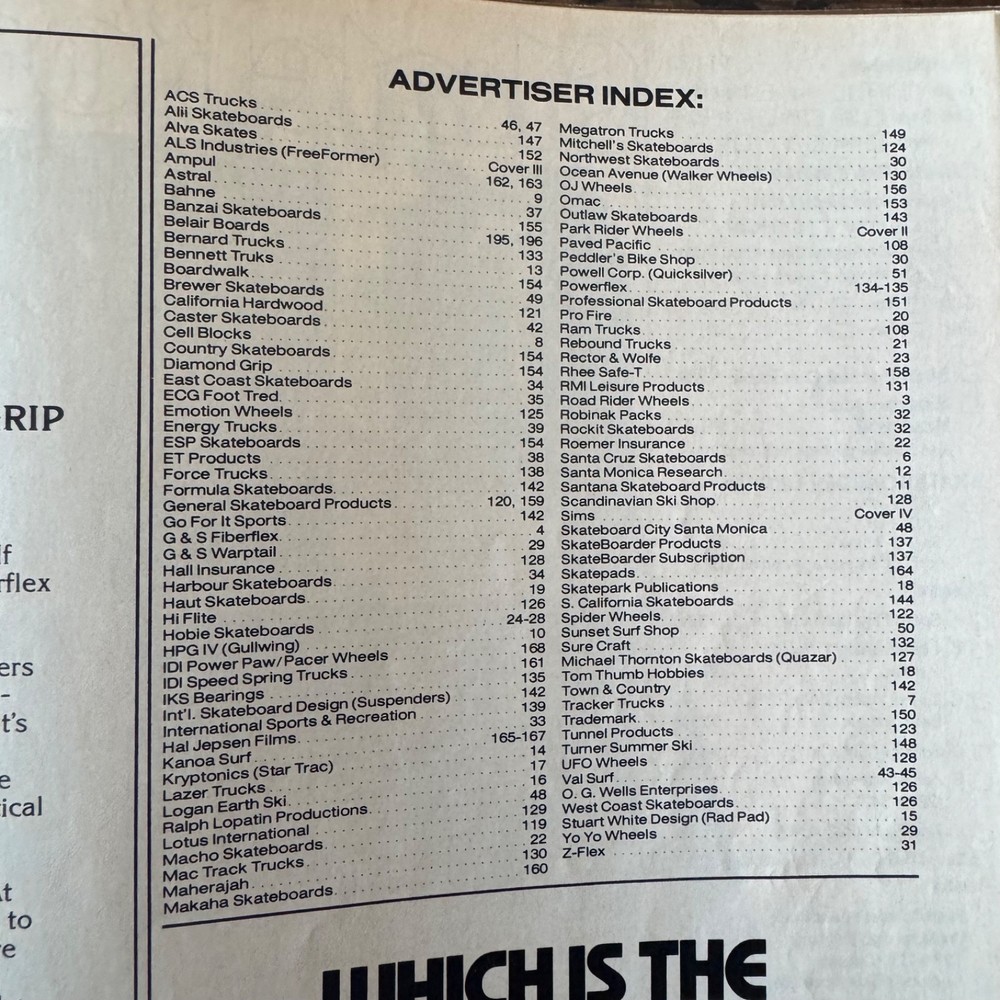 RIP
lf
rflex
ers
-
t's
e
ical
At
to
re
ADVERTISER INDEX:
ACS Trucks 46, 47
Alii Skateboards 147
Alva Skates 152
ALS Industries (FreeFormer) Cover III
Ampul 162, 163
Astral 9
Bahne 37
Banzai Skateboards 155
Belair Boards 195, 196
Bernard Trucks 133
Bennett Truks 13
Boardwalk 154
Brewer Skateboards 49
California Hardwood 121
Caster Skateboards 42
Cell Blocks 8
Country Skateboards 154
Diamond Grip 154
East Coast Skateboards 34
ECG Foot Tred 35
Emotion Wheels 125
Energy Trucks 39
ESP Skateboards 154
ET Products 38
Force Trucks 138
Formula Skateboards 142
General Skateboard Products 120, 159
Go For It Sports 142
G & S Fiberflex 4
G & S Warptail 29
Hall Insurance 128
Harbour Skateboards 34
Haut Skateboards 19
Hi Flite 126
Hobie Skateboards 24-28
HPG IV (Gullwing) 10
IDI Power Paw/Pacer Wheels 168
IDI Speed Spring Trucks 161
IKS Bearings 135
Int'l. Skateboard Design (Suspenders) 142
International Sports & Recreation 139
Hal Jepsen Films 33
Kanoa Surf 165-167
Kryptonics (Star Trac) 14
Lazer Trucks 17
Logan Earth Ski 16
Ralph Lopatin Productions 48
Lotus International 129
Macho Skateboards 119
Mac Track Trucks 22
Maherajah 130
Makaha Skateboards 160
Megatron Trucks 149
Mitchell's Skateboards 124
Northwest Skateboards 30
Ocean Avenue (Walker Wheels) 130
OJ Wheels 156
Omac 153
Outlaw Skateboards 143
Park Rider Wheels Cover II
Paved Pacific 108
Peddler's Bike Shop 30
Powell Corp. (Quicksilver) 51
Powerflex 134-135
Professional Skateboard Products 151
Pro Fire 20
Ram Trucks 108
Rebound Trucks 21
Rector & Wolfe 23
Rhee Safe-T 158
RMI Leisure Products 131
Road Rider Wheels 3
Robinak Packs 32
Rockit Skateboards 32
Roemer Insurance 22
Santa Cruz Skateboards 6
Santa Monica Research 12
Santana Skateboard Products 11
Scandinavian Ski Shop 128
Sims Cover IV
Skateboard City Santa Monica 48
SkateBoarder Products 137
SkateBoarder Subscription 137
Skatepads 164
Skatepark Publications 18
S. California Skateboards 144
Spider Wheels 122
Sunset Surf Shop 50
Sure Craft 132
Michael Thornton Skateboards (Quazar) 127
Tom Thumb Hobbies 18
Town & Country 142
Tracker Trucks 7
Trademark 150
Tunnel Products 123
Turner Summer Ski 148
UFO Wheels 128
Val Surf 43-45
O. G. Wells Enterprises 126
West Coast Skateboards 126
Stuart White Design (Rad Pad) 15
Yo Yo Wheels 29
Z-Flex 31
WHICH IS THE